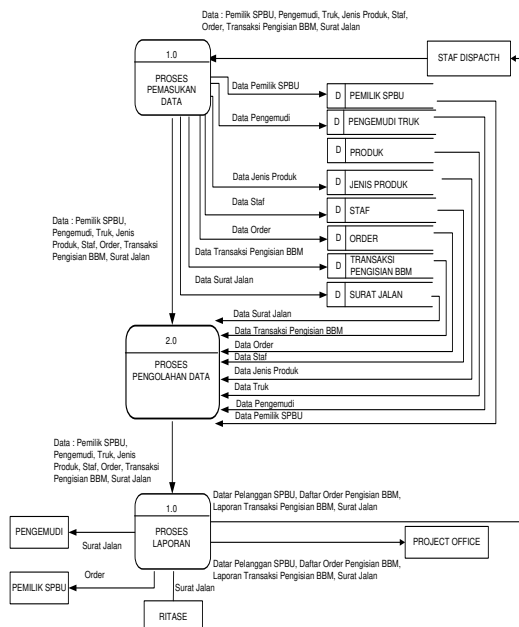 Data : Pemilik SPBU, Pengemudi, Truk, Jenis Produk, Staf,
Order, Transaksi Pengisian BBM, Surat Jalan
1.0
PROSES
PEMASUKAN
DATA
STAF DISPACTH
Data Pemilik SPBU
D PEMILIK SPBU
Data Pengemudi
D PENGEMUDI TRUK
D PRODUK
Data Jenis Produk
D JENIS PRODUK
Data Staf
D STAF
Data Order
D ORDER
Data Transaksi Pengisian BBM
D TRANSAKSI
PENGISIAN BBM
Data Surat Jalan
D SURAT JALAN
Data : Pemilik SPBU,
Pengemudi, Truk, Jenis
Produk, Staf, Order, Transaksi
Pengisian BBM, Surat Jalan
Data Surat Jalan
Data Transaksi Pengisian BBM
Data Order
Data Staf
Data Jenis Produk
Data Truk
Data Pengemudi
Data Pemilik SPBU
2.0
PROSES
PENGOLAHAN DATA
Data : Pemilik SPBU,
Pengemudi, Truk, Jenis
Produk, Staf, Order, Transaksi
Pengisian BBM, Surat Jalan
1.0
PROSES
LAPORAN
Datar Pelanggan SPBU, Daftar Order Pengisian BBM,
Laporan Transaksi Pengisian BBM, Surat Jalan
PENGEMUDI
Surat Jalan
PROJECT OFFICE
Datar Pelanggan SPBU, Daftar Order Pengisian BBM,
Laporan Transaksi Pengisian BBM, Surat Jalan
Order
PEMILIK SPBU
Surat Jalan
RITASE